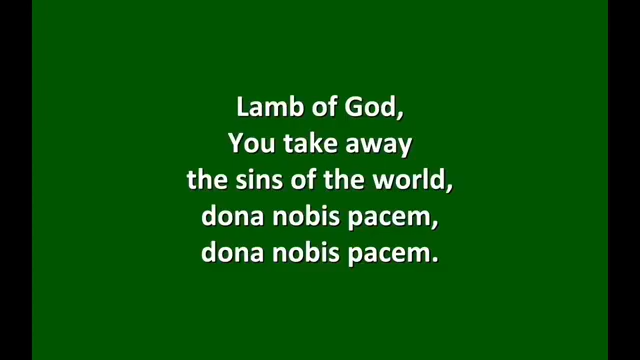 Lamb of God,
You take away
the sins of the world,
dona nobis pacem,
dona nobis pacem.